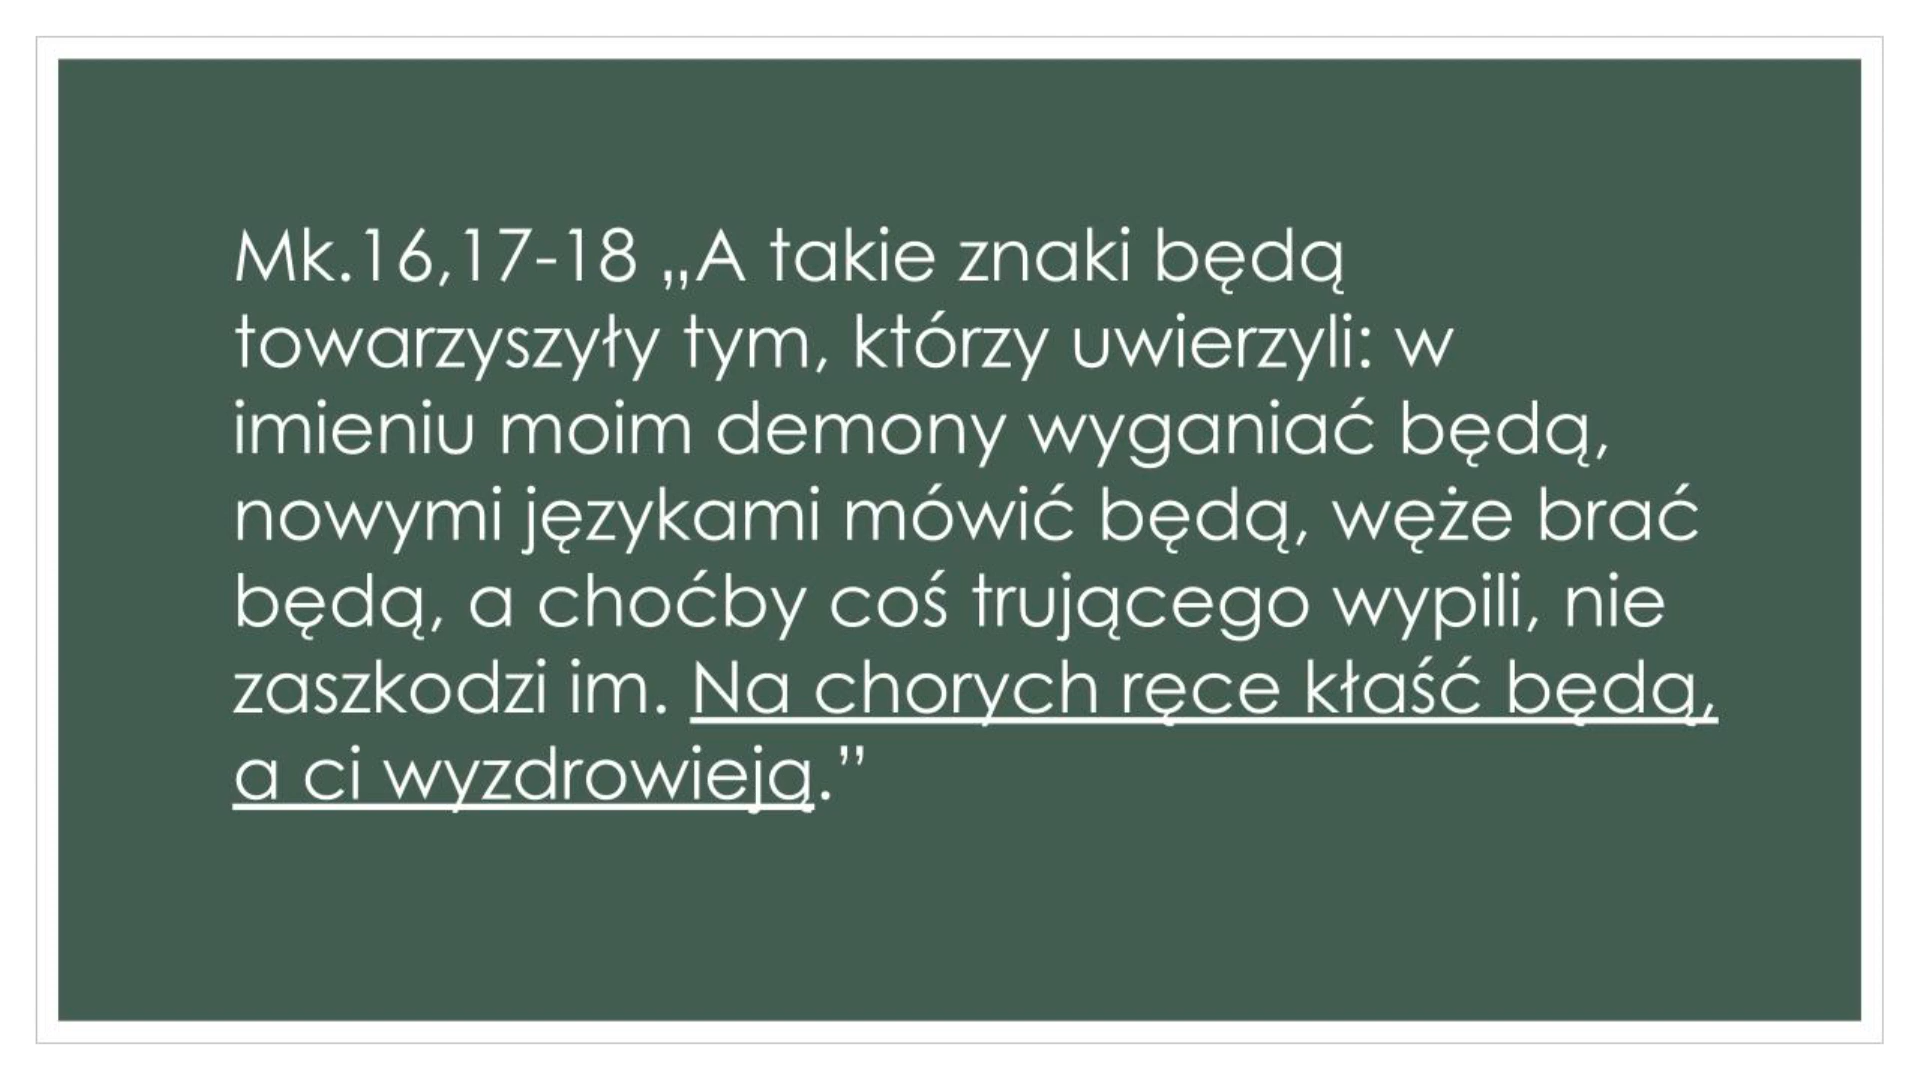 Mk.16,17-18 „A takie znaki będą
towarzyszyły tym, którzy uwierzyli: w
imieniu moim demony wyganiać będą,
nowymi językami mówić będą, węże brać
będą, a choćby coś trującego wypili, nie
zaszkodzi im. Na chorych ręce kłaść będą,
a ci wyzdrowieją.”